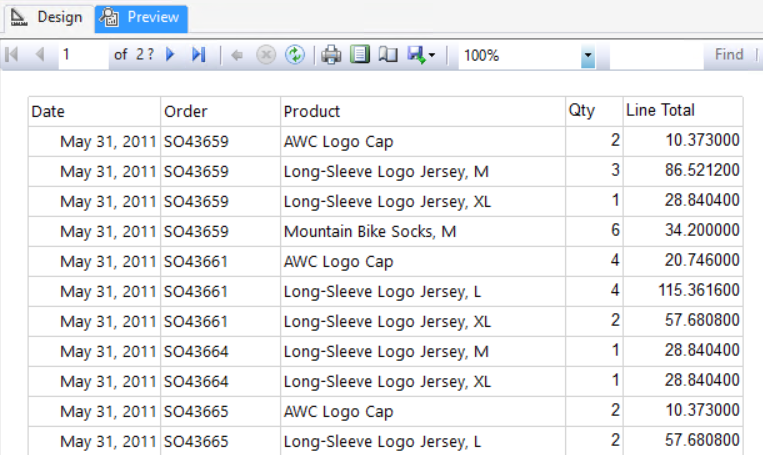 Design Preview
1 of 2? 100% Find
Date Order Product Qty Line Total
May 31, 2011 SO43659 AWC Logo Cap 2 10.373000
May 31, 2011 SO43659 Long-Sleeve Logo Jersey, M 3 86.521200
May 31, 2011 SO43659 Long-Sleeve Logo Jersey, XL 1 28.840400
May 31, 2011 SO43659 Mountain Bike Socks, M 6 34.200000
May 31, 2011 SO43661 AWC Logo Cap 4 20.746000
May 31, 2011 SO43661 Long-Sleeve Logo Jersey, L 4 115.361600
May 31, 2011 SO43661 Long-Sleeve Logo Jersey, XL 2 57.680800
May 31, 2011 SO43664 Long-Sleeve Logo Jersey, M 1 28.840400
May 31, 2011 SO43664 Long-Sleeve Logo Jersey, XL 1 28.840400
May 31, 2011 SO43665 AWC Logo Cap 2 10.373000
May 31, 2011 SO43665 Long-Sleeve Logo Jersey, L 2 57.680800